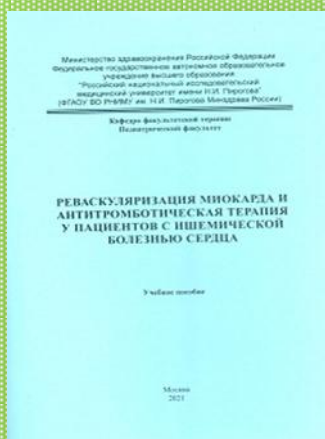 Министерство здравоохранения Российской Федерации
Федеральное государственное автономное образовательное
учреждение высшего образования
"Российский национальный исследовательский
медицинский университет имени Н.И. Пирогова"
(ФГАОУ ВО РНИМУ им. Н.И. Пирогова Минздрава России)
Кафедра факультетской терапии
Педиатрический факультет
РЕВАСКУЛЯРИЗАЦИЯ МИОКАРДА И
АНТИТРОМБОТИЧЕСКАЯ ТЕРАПИЯ
У ПАЦИЕНТОВ С ИШЕМИЧЕСКОЙ
БОЛЕЗНЬЮ СЕРДЦА
Учебное пособие
Москва
2021